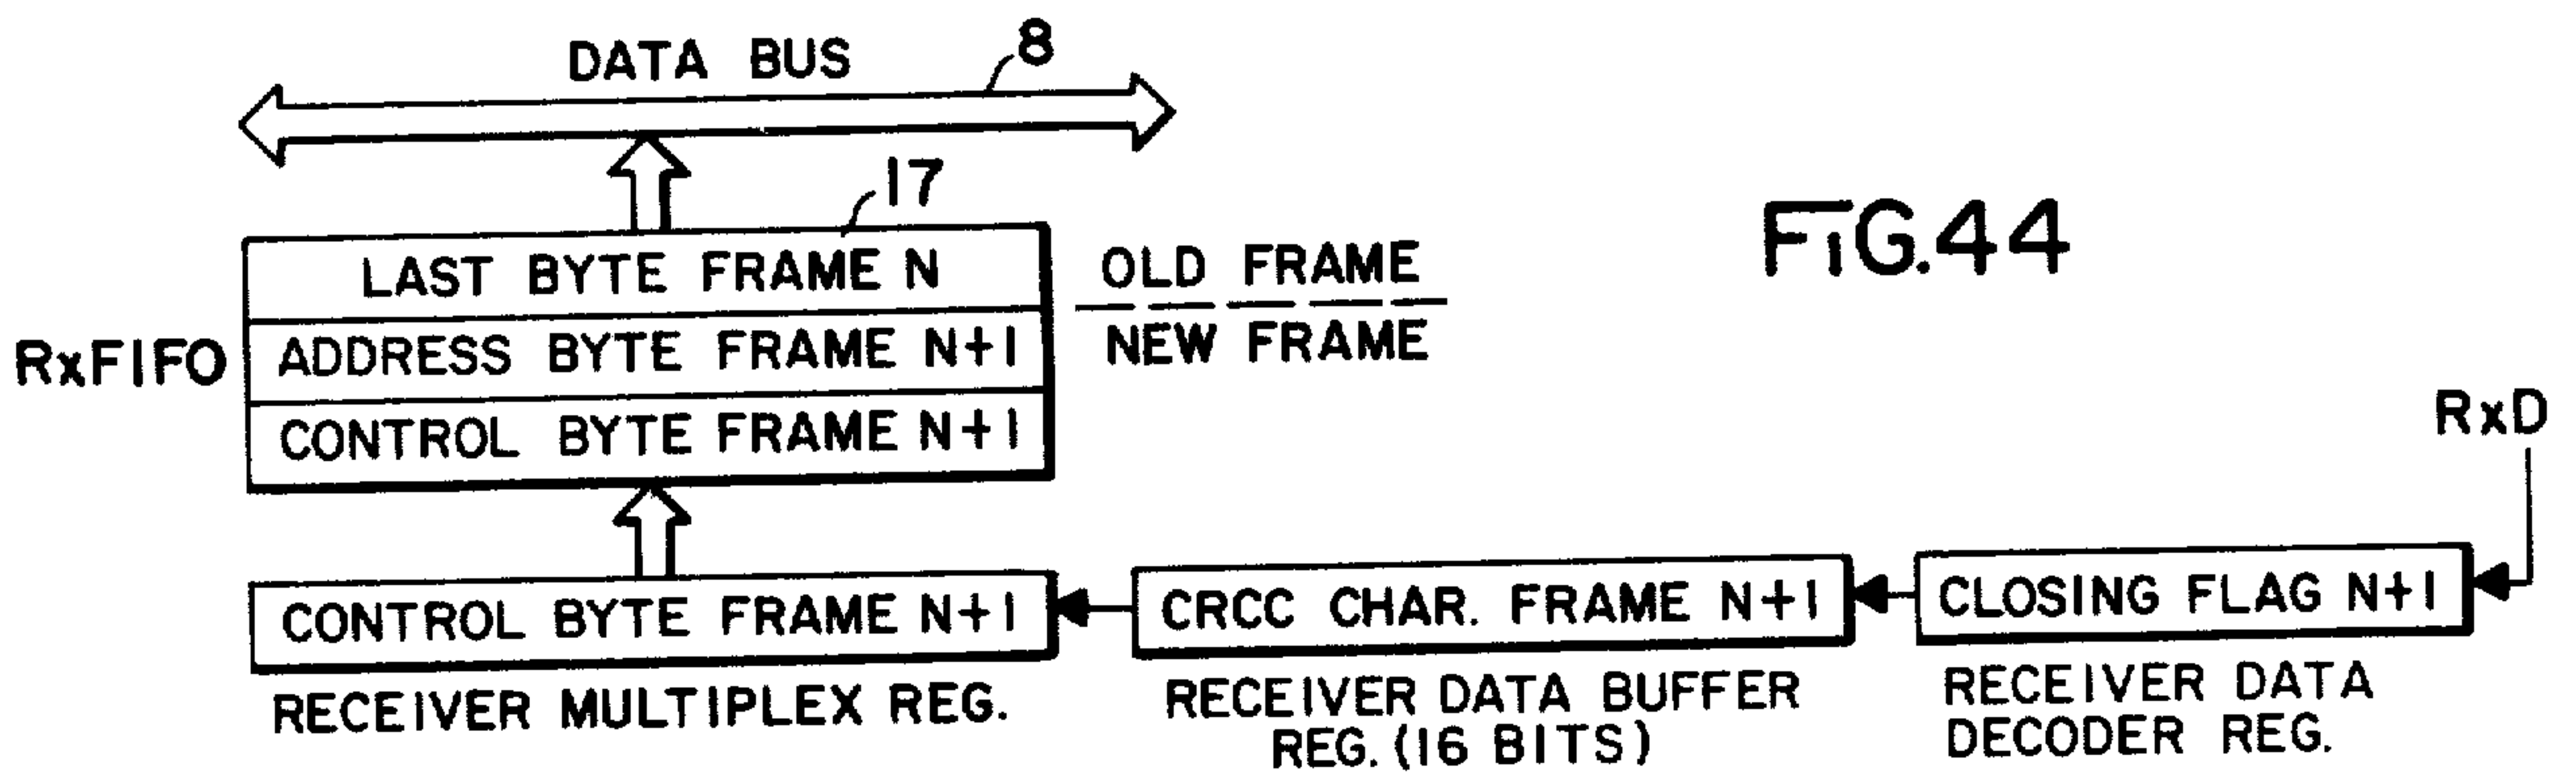 DATA BUS
8
17
FIG.44
LAST BYTE FRAME N
OLD FRAME
RxFIFO
ADDRESS BYTE FRAME N+1
NEW FRAME
CONTROL BYTE FRAME N+1
RxD
CONTROL BYTE FRAME N+1
CRCC CHAR. FRAME N+1
CLOSING FLAG N+1
RECEIVER MULTIPLEX REG.
RECEIVER DATA BUFFER
REG. (16 BITS)
RECEIVER DATA
DECODER REG.